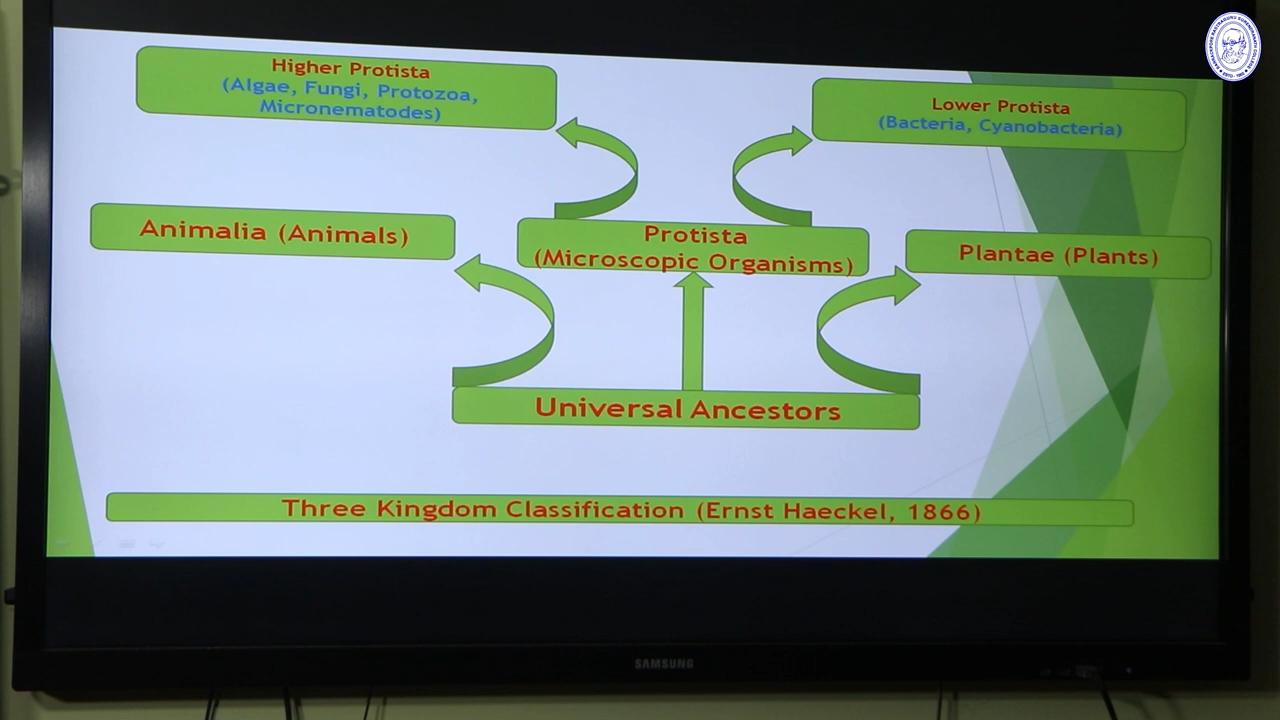 Higher Protista
(Algae, Fungi, Protozoa,
Micronematodes)
Lower Protista
(Bacteria, Cyanobacteria)
Animalia (Animals)
Protista
(Microscopic Organisms)
Plantae (Plants)
Universal Ancestors
Three Kingdom Classification (Ernst Haeckel, 1866)
SAMSUNG